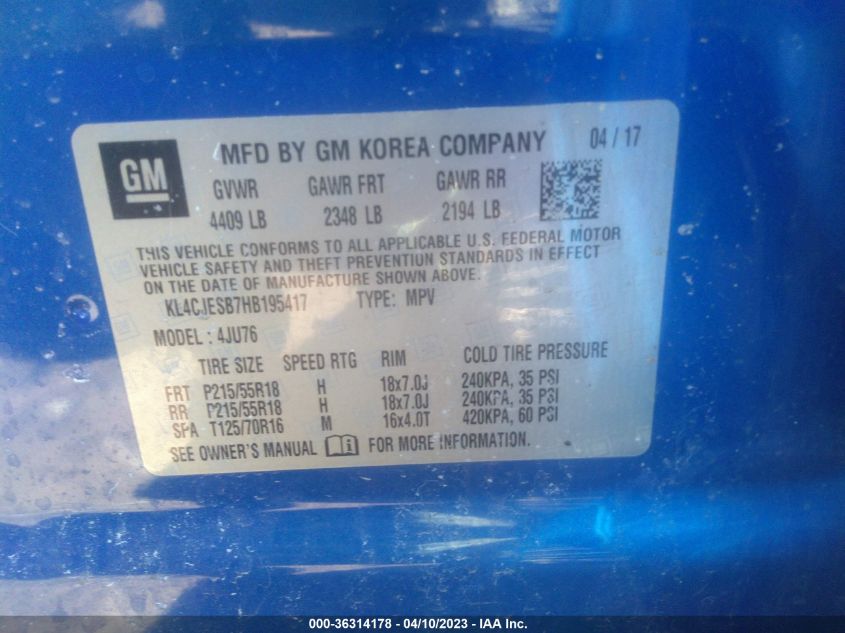 GM
MFD BY GM KOREA COMPANY 04 / 17
GVWR GAWR FRT GAWR RR
4409 LB 2348 LB 2194 LB
THIS VEHICLE CONFORMS TO ALL APPLICABLE U.S. FEDERAL MOTOR
VEHICLE SAFETY AND THEFT PREVENTION STANDARDS IN EFFECT
ON THE DATE OF MANUFACTURE SHOWN ABOVE.
KL4CJESB7HB195417 TYPE: MPV
MODEL: 4JU76
TIRE SIZE SPEED RTG RIM COLD TIRE PRESSURE
FRT P215/55R18 H 18x7.0J 240KPA, 35 PSI
RR P215/55R18 H 18x7.0J 240KPA, 35 PSI
SPA T125/70R16 M 16x4.0T 420KPA, 60 PSI
SEE OWNER'S MANUAL FOR MORE INFORMATION.
000-36314178 - 04/10/2023 - IAA Inc.